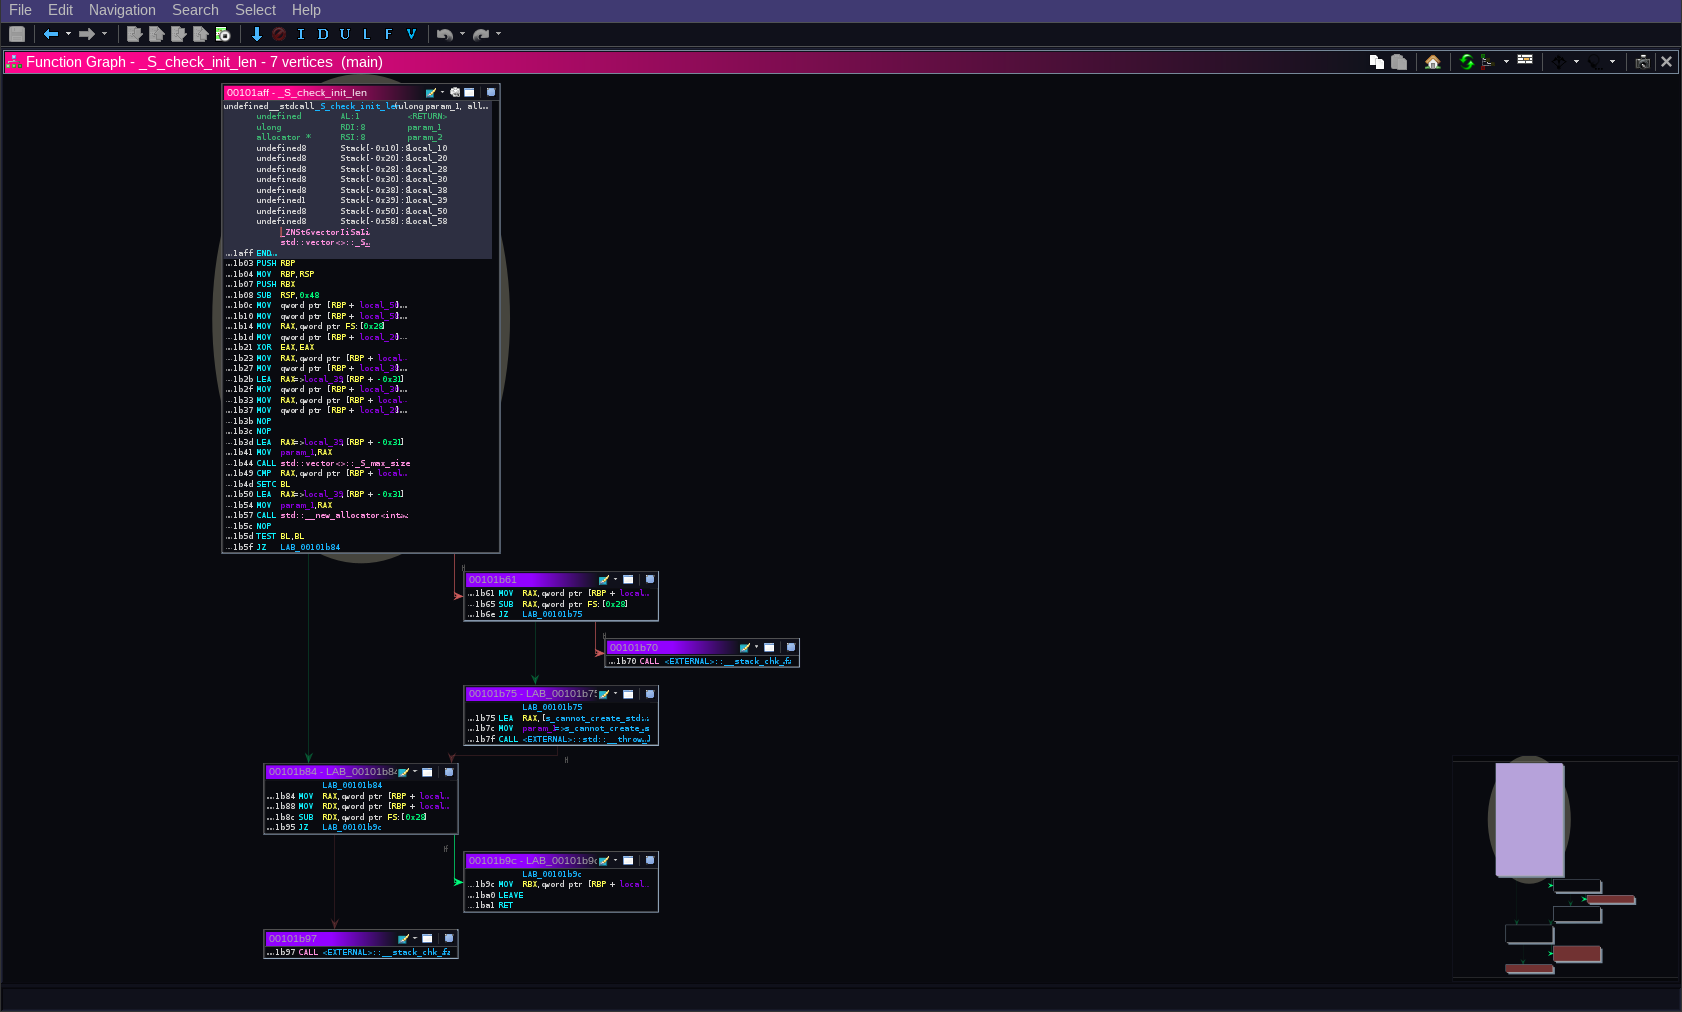 File Edit Navigation Search Select Help
I D U L F V
Function Graph - _S_check_init_len - 7 vertices (main)
00101aff - _S_check_init_len
undefined __stdcall _S_check_init_le(ulong param_1, all...
undefined AL:1 <RETURN>
ulong RDI:8 param_1
allocator * RSI:8 param_2
undefined8 Stack[-0x10]:8 local_10
undefined8 Stack[-0x20]:8 local_20
undefined8 Stack[-0x28]:8 local_28
undefined8 Stack[-0x30]:8 local_30
undefined8 Stack[-0x38]:8 local_38
undefined1 Stack[-0x39]:1 local_39
undefined8 Stack[-0x50]:8 local_50
undefined8 Stack[-0x58]:8 local_58
_ZNSt6vectorIiSaIi
std::vector<>::_S…
...1aff END…
...1b03 PUSH RBP
...1b04 MOV RBP,RSP
...1b07 PUSH RBX
...1b08 SUB RSP,0x48
...1b0c MOV qword ptr [RBP + local_5
...1b10 MOV qword ptr [RBP + local_5
...1b14 MOV RAX,qword ptr FS:[0x28]
...1b1d MOV qword ptr [RBP + local_2
...1b21 XOR EAX,EAX
...1b23 MOV RAX,qword ptr [RBP + local…
...1b27 MOV qword ptr [RBP + local_3
...1b2b LEA RAX=>local_39,[RBP + -0x31]
...1b2f MOV qword ptr [RBP + local_3
...1b33 MOV RAX,qword ptr [RBP + local…
...1b37 MOV qword ptr [RBP + local_2
...1b3b NOP
...1b3c NOP
...1b3d LEA RAX=>local_39,[RBP + -0x31]
...1b41 MOV param_1,RAX
...1b44 CALL std::vector<>::_S_max_size
...1b49 CMP RAX,qword ptr [RBP + local…
...1b4d SETC BL
...1b50 LEA RAX=>local_39,[RBP + -0x31]
...1b54 MOV param_1,RAX
...1b57 CALL std::__new_allocator<int>…
...1b5c NOP
...1b5d TEST BL,BL
...1b5f JZ LAB_00101b84
00101b61
...1b61 MOV RAX,qword ptr [RBP + local…
...1b65 SUB RAX,qword ptr FS:[0x28]
...1b6e JZ LAB_00101b75
00101b70
...1b70 CALL <EXTERNAL>::__stack_chk_fa
00101b75 - LAB_00101b75
LAB_00101b75
...1b75 LEA RAX,[s_cannot_create_std:…
...1b7c MOV param_1=>s_cannot_create_s
...1b7f CALL <EXTERNAL>::std::__throw_l
00101b84 - LAB_00101b84
LAB_00101b84
...1b84 MOV RAX,qword ptr [RBP + local…
...1b88 MOV RDX,qword ptr [RBP + local…
...1b8c SUB RDX,qword ptr FS:[0x28]
...1b95 JZ LAB_00101b9c
00101b9c - LAB_00101b9c
LAB_00101b9c
...1b9c MOV RBX,qword ptr [RBP + local…
...1ba0 LEAVE
...1ba1 RET
00101b97
...1b97 CALL <EXTERNAL>::__stack_chk_fa